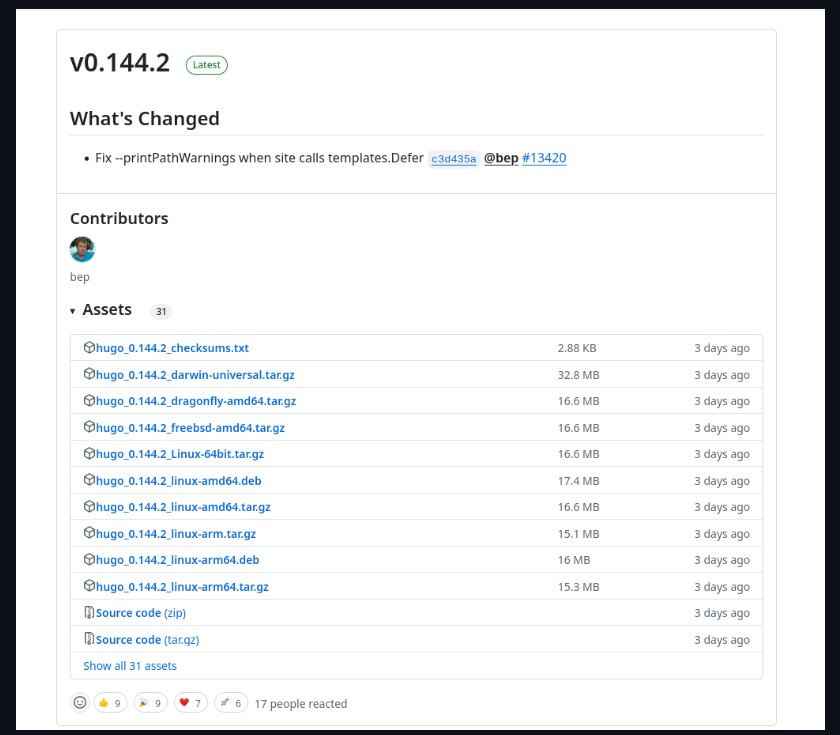 v0.144.2 Latest
What's Changed
• Fix --printPathWarnings when site calls templates.Defer c3d435a @bep #13420
Contributors
bep
▾ Assets 31
hugo_0.144.2_checksums.txt 2.88 KB 3 days ago
hugo_0.144.2_darwin-universal.tar.gz 32.8 MB 3 days ago
hugo_0.144.2_dragonfly-amd64.tar.gz 16.6 MB 3 days ago
hugo_0.144.2_freebsd-amd64.tar.gz 16.6 MB 3 days ago
hugo_0.144.2_Linux-64bit.tar.gz 16.6 MB 3 days ago
hugo_0.144.2_linux-amd64.deb 17.4 MB 3 days ago
hugo_0.144.2_linux-amd64.tar.gz 16.6 MB 3 days ago
hugo_0.144.2_linux-arm.tar.gz 15.1 MB 3 days ago
hugo_0.144.2_linux-arm64.deb 16 MB 3 days ago
hugo_0.144.2_linux-arm64.tar.gz 15.3 MB 3 days ago
Source code (zip) 3 days ago
Source code (tar.gz) 3 days ago
Show all 31 assets
👍 9 🎉 9 ❤️ 7 🚀 6 17 people reacted